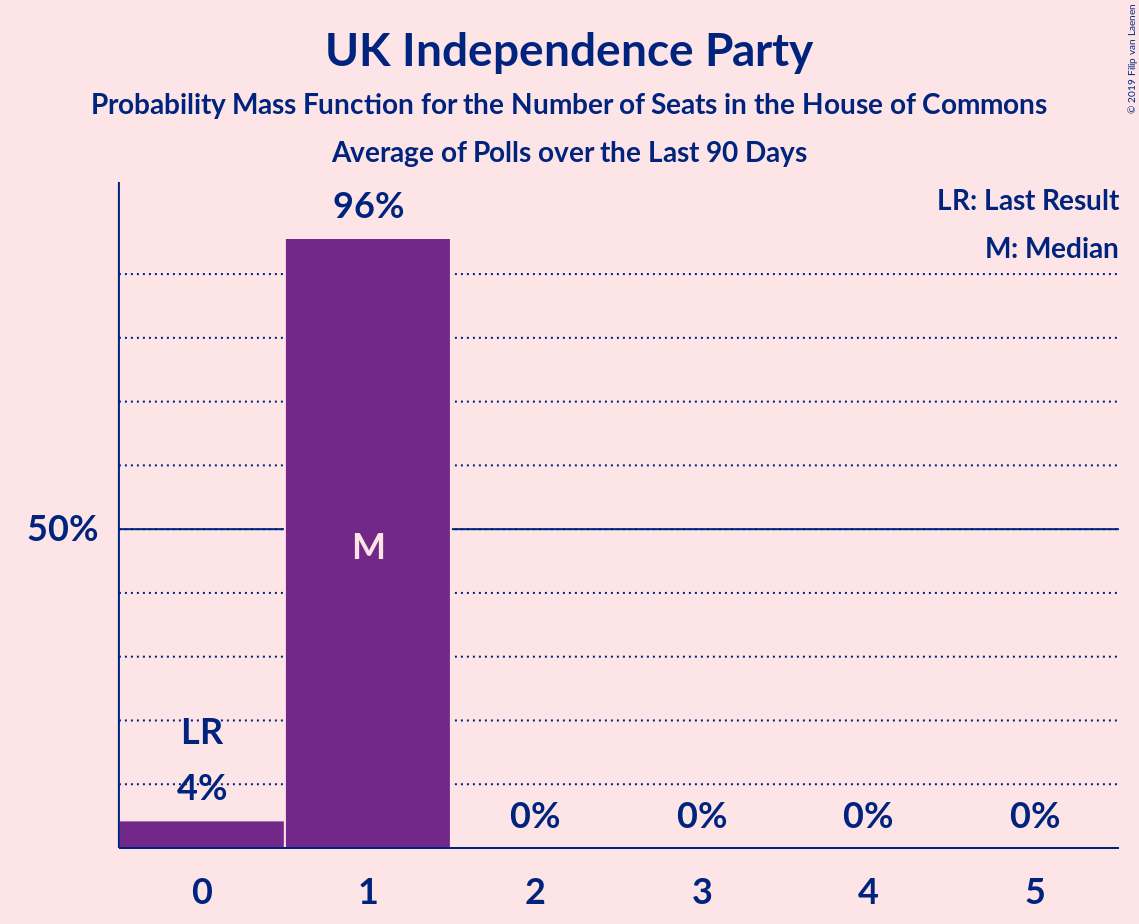 UK Independence Party
Probability Mass Function for the Number of Seats in the House of Commons
Average of Polls over the Last 90 Days
© 2019 Filip van Laenen
LR: Last Result
M: Median
96%
50%
M
LR
4%
0%
0%
0%
0%
0
1
2
3
4
5